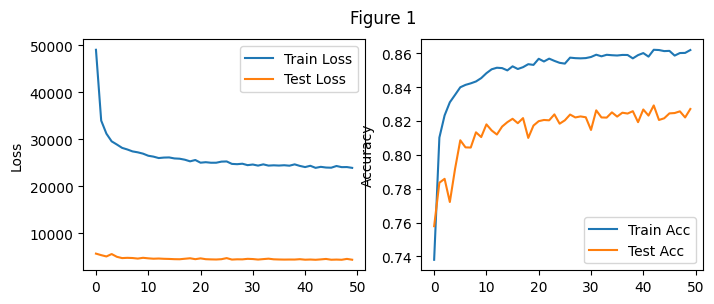 Figure 1
50000
40000
30000
20000
10000
Loss
0 10 20 30 40 50
Train Loss
Test Loss
0.86
0.84
0.82
0.80
0.78
0.76
0.74
Accuracy
0 10 20 30 40 50
Train Acc
Test Acc